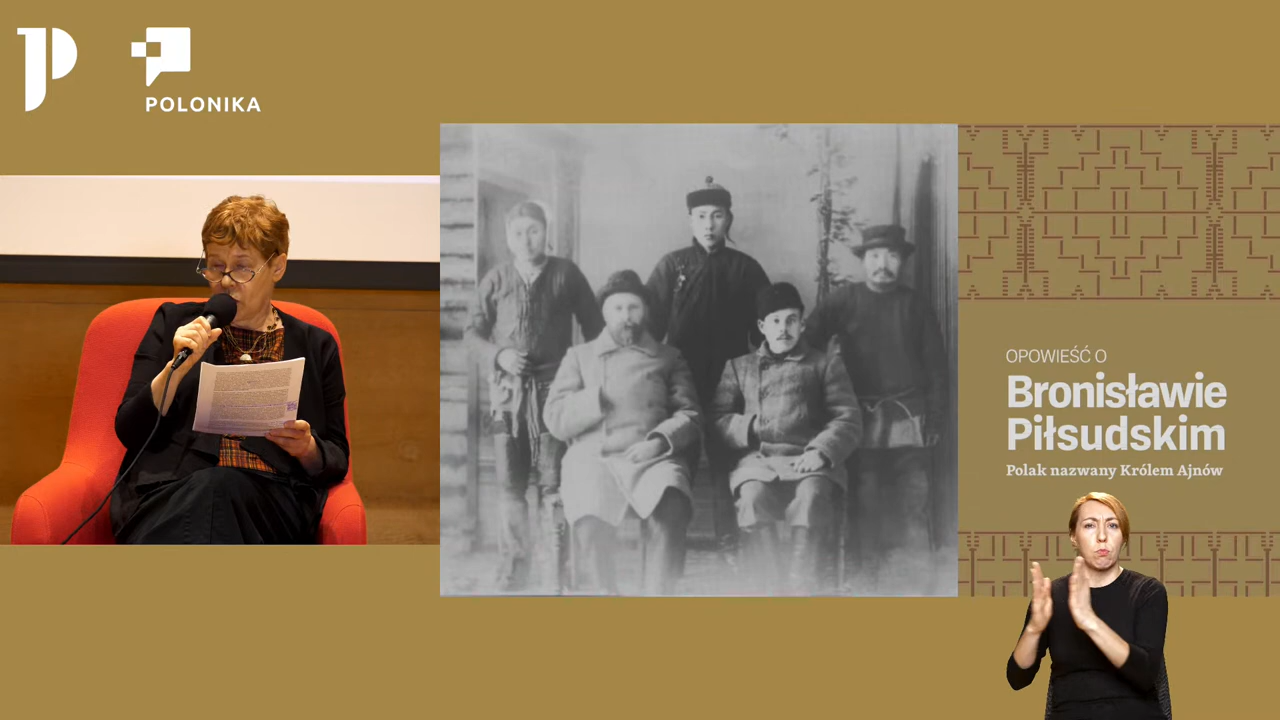 POLONIKA
OPOWIEŚĆ O
Bronisławie
Piłsudskim
Polak nazwany Królem Ajnów